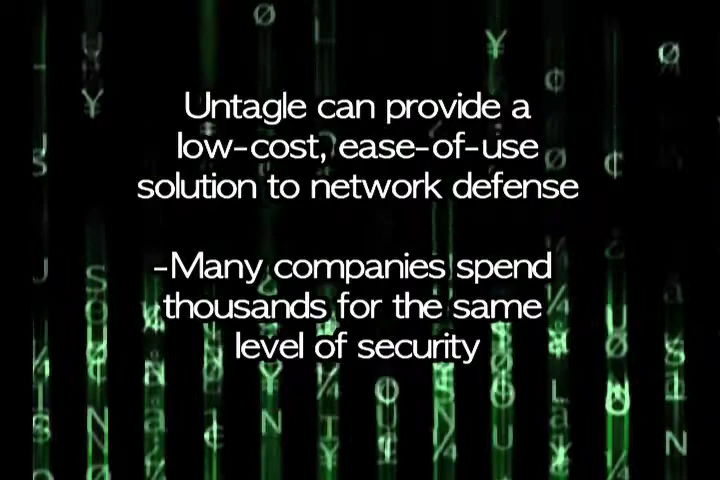 Untagle can provide a
low-cost, ease-of-use
solution to network defense
-Many companies spend
thousands for the same
level of security